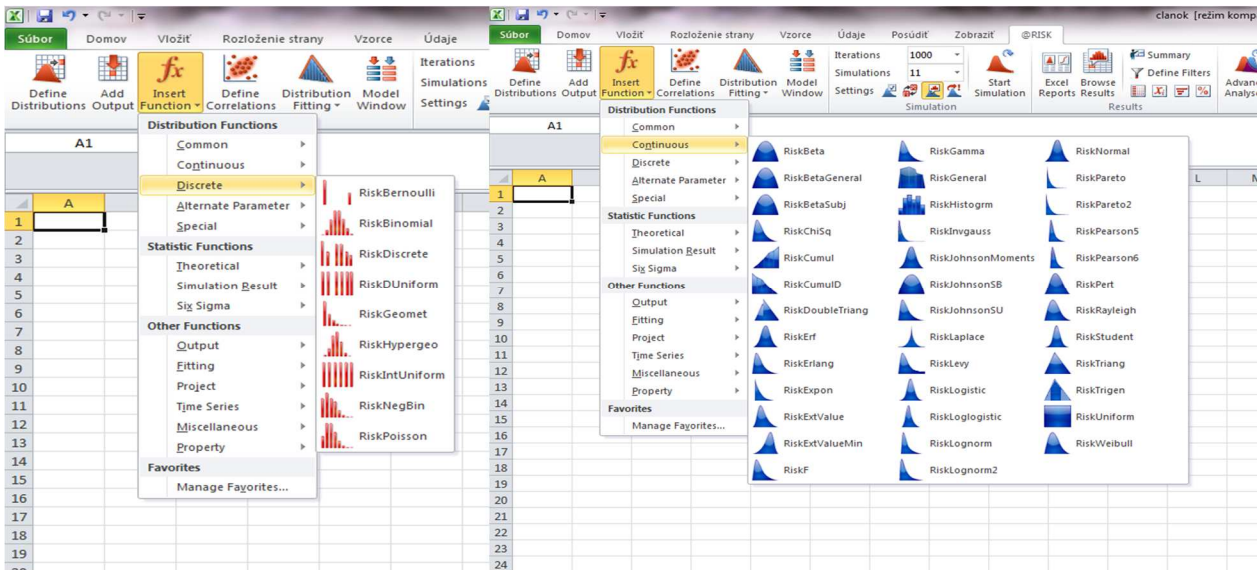 Súbor Domov Vložiť Rozloženie strany Vzorce Údaje
Iterations
Simulations
Settings
Define Distributions
Add Output
Insert Function
Define Correlations
Distribution Fitting
Model Window
A1
Distribution Functions
Common
Continuous
Discrete
Alternate Parameter
Special
Statistic Functions
Theoretical
Simulation Result
Six Sigma
Other Functions
Output
Fitting
Project
Time Series
Miscellaneous
Property
Favorites
Manage Favorites...
RiskBernoulli
RiskBinomial
RiskDiscrete
RiskDUniform
RiskGeomet
RiskHypergeo
RiskIntUniform
RiskNegBin
RiskPoisson
A
1
2
3
4
5
6
7
8
9
10
11
12
13
14
15
16
17
18
19
clanok [režim komp
Súbor Domov Vložiť Rozloženie strany Vzorce Údaje Posúdiť Zobraziť @RISK
Define Distributions
Add Output
Insert Function
Define Correlations
Distribution Fitting
Model Window
Iterations 1000
Simulations 11
Settings
Start Simulation
Simulation
Excel Reports
Browse Results
Summary
Define Filters
Results
Advan
Analys
A1
Distribution Functions
Common
Continuous
Discrete
Alternate Parameter
Special
Statistic Functions
Theoretical
Simulation Result
Six Sigma
Other Functions
Output
Fitting
Project
Time Series
Miscellaneous
Property
Favorites
Manage Favorites...
RiskBeta RiskGamma RiskNormal
RiskBetaGeneral RiskGeneral RiskPareto
RiskBetaSubj RiskHistogrm RiskPareto2
RiskChiSq RiskInvgauss RiskPearson5
RiskCumul RiskJohnsonMoments RiskPearson6
RiskCumulD RiskJohnsonSB RiskPert
RiskDoubleTriang RiskJohnsonSU RiskRayleigh
RiskErf RiskLaplace RiskStudent
RiskErlang RiskLevy RiskTriang
RiskExpon RiskLogistic RiskTrigen
RiskExtValue RiskLoglogistic RiskUniform
RiskExtValueMin RiskLognorm RiskWeibull
RiskF RiskLognorm2
A L
1
2
3
4
5
6
7
8
9
10
11
12
13
14
15
16
17
18
19
20
21
22
23
24